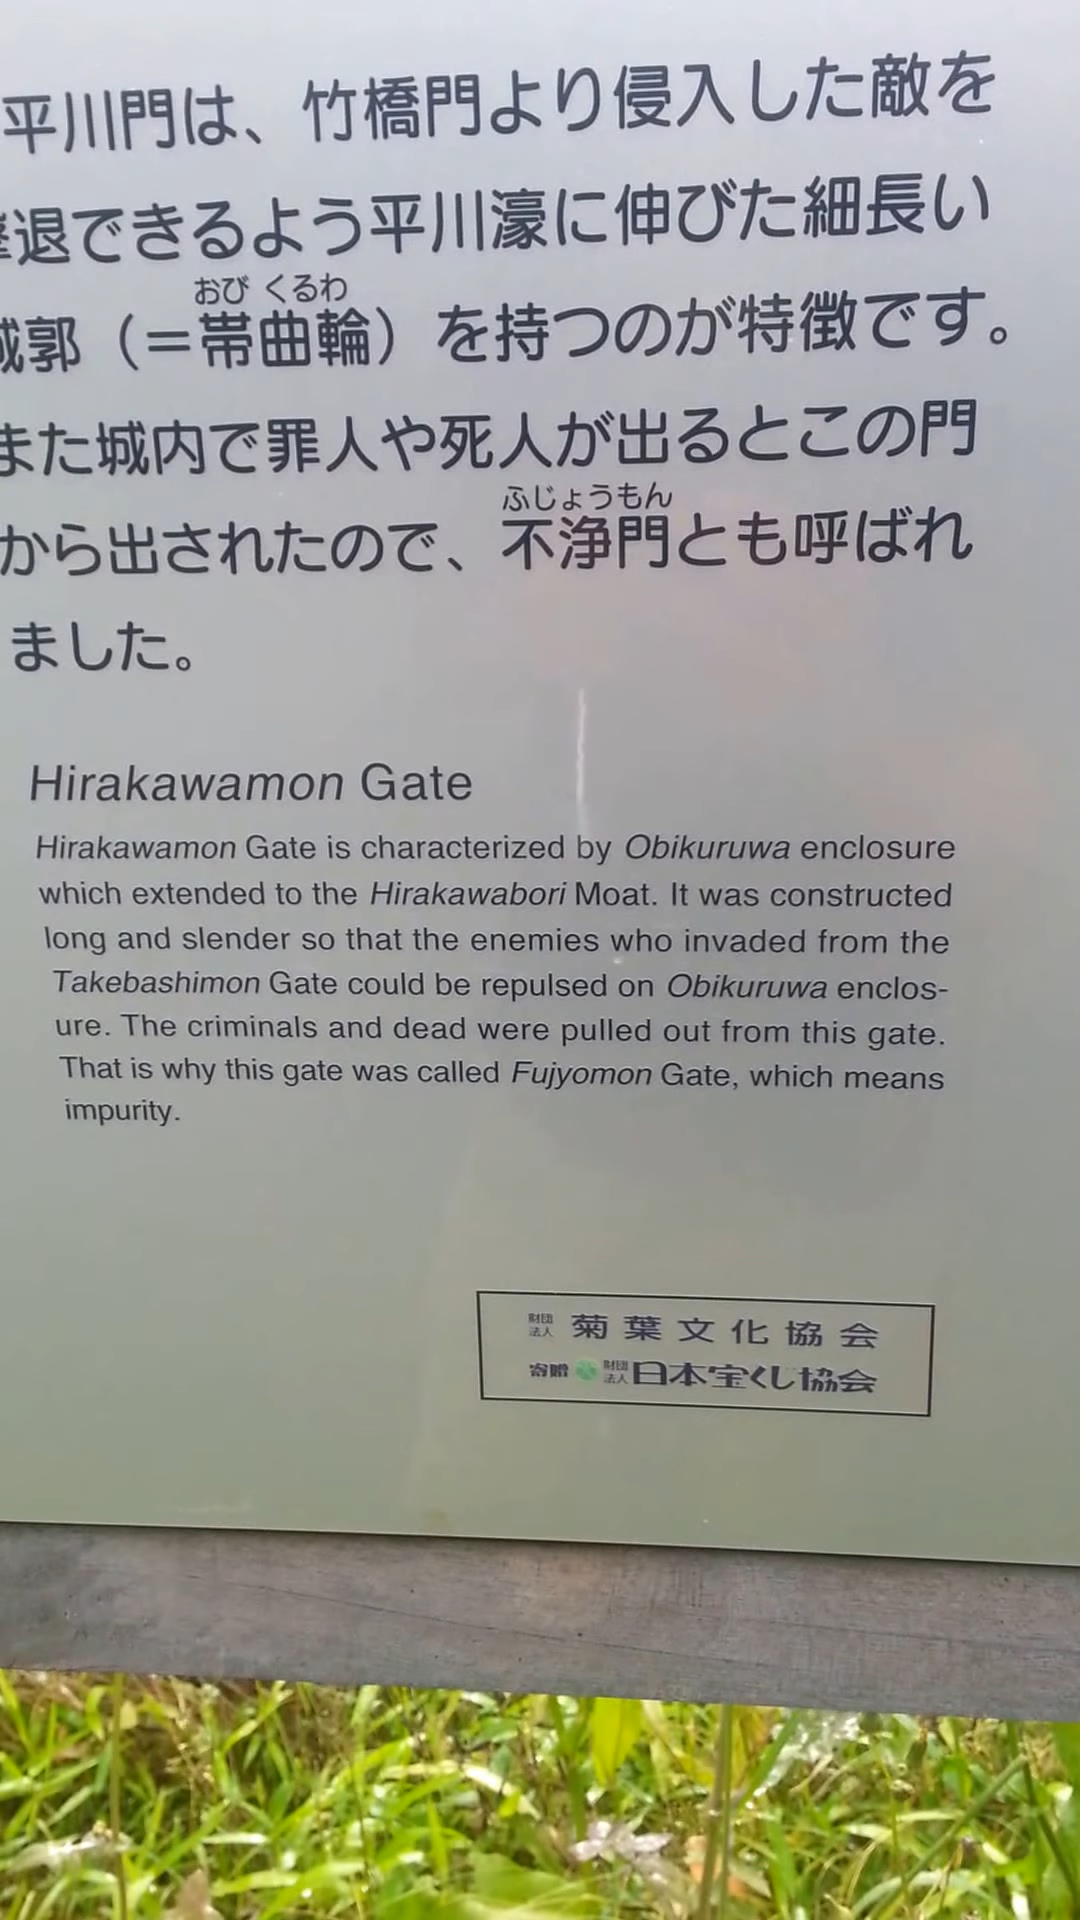 平川門は、竹橋門より侵入した敵を
撃退できるよう平川濠に伸びた細長い
おび くるわ
城郭（＝帯曲輪）を持つのが特徴です。
また城内で罪人や死人が出るとこの門
ふじょうもん
から出されたので、不浄門とも呼ばれ
ました。
Hirakawamon Gate
Hirakawamon Gate is characterized by Obikuruwa enclosure
which extended to the Hirakawabori Moat. It was constructed
long and slender so that the enemies who invaded from the
Takebashimon Gate could be repulsed on Obikuruwa enclos-
ure. The criminals and dead were pulled out from this gate.
That is why this gate was called Fujyomon Gate, which means
impurity.
財団法人 菊葉文化協会
寄贈 財団法人 日本宝くじ協会